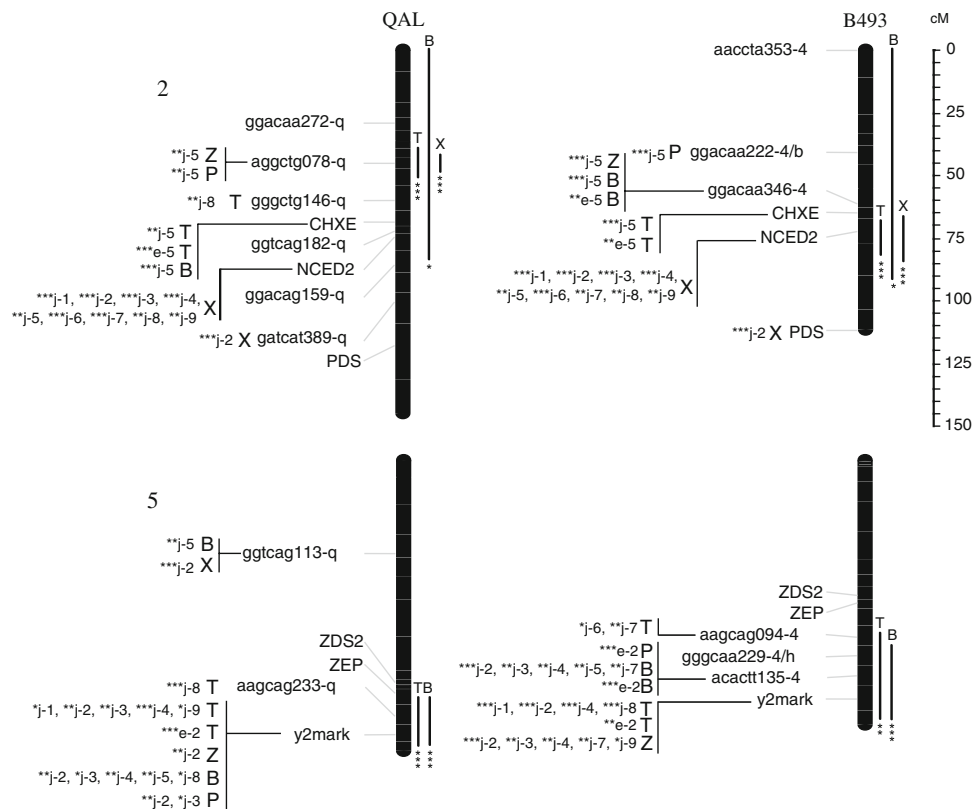 QAL
B493
cM
B
B
2
aaccta353-4
0
25
50
75
100
125
150
ggacaa272-q
T
X
**j-5 Z
**j-5 P
aggctg078-q
***
***
**j-8 T gggctg146-q
CHXE
**j-5 T
***e-5 T
***j-5 B
ggtcag182-q
NCED2
*
***j-1, ***j-2, ***j-3, ***j-4,
**j-5, ***j-6, ***j-7, **j-8, **j-9
X
ggacag159-q
***j-2 X gatcat389-q
PDS
***j-5 P ggacaa222-4/b
***j-5 Z
***j-5 B
**e-5 B
ggacaa346-4
CHXE
T
X
***j-5 T
**e-5 T
NCED2
***
***
*
***j-1, ***j-2, ***j-3, ***j-4,
**j-5, ***j-6, **j-7, **j-8, **j-9
X
***j-2 X PDS
5
**j-5 B
***j-2 X
ggtcag113-q
ZDS2
ZEP
***j-8 T
aagcag233-q
TB
*j-1, **j-2, **j-3, ***j-4, *j-9 T
***e-2 T
**j-2 Z
**j-2, *j-3, **j-4, **j-5, *j-8 B
**j-2, *j-3 P
y2mark
***
***
ZDS2
ZEP
T
B
*j-6, **j-7 T
aagcag094-4
***e-2 P
gggcaa229-4/h
***j-2, **j-3, **j-4, **j-5, **j-7 B
***e-2 B
acactt135-4
y2mark
***j-1, ***j-2, ***j-4, ***j-8 T
**e-2 T
***j-2, **j-3, **j-4, **j-7, *j-9 Z
**
***